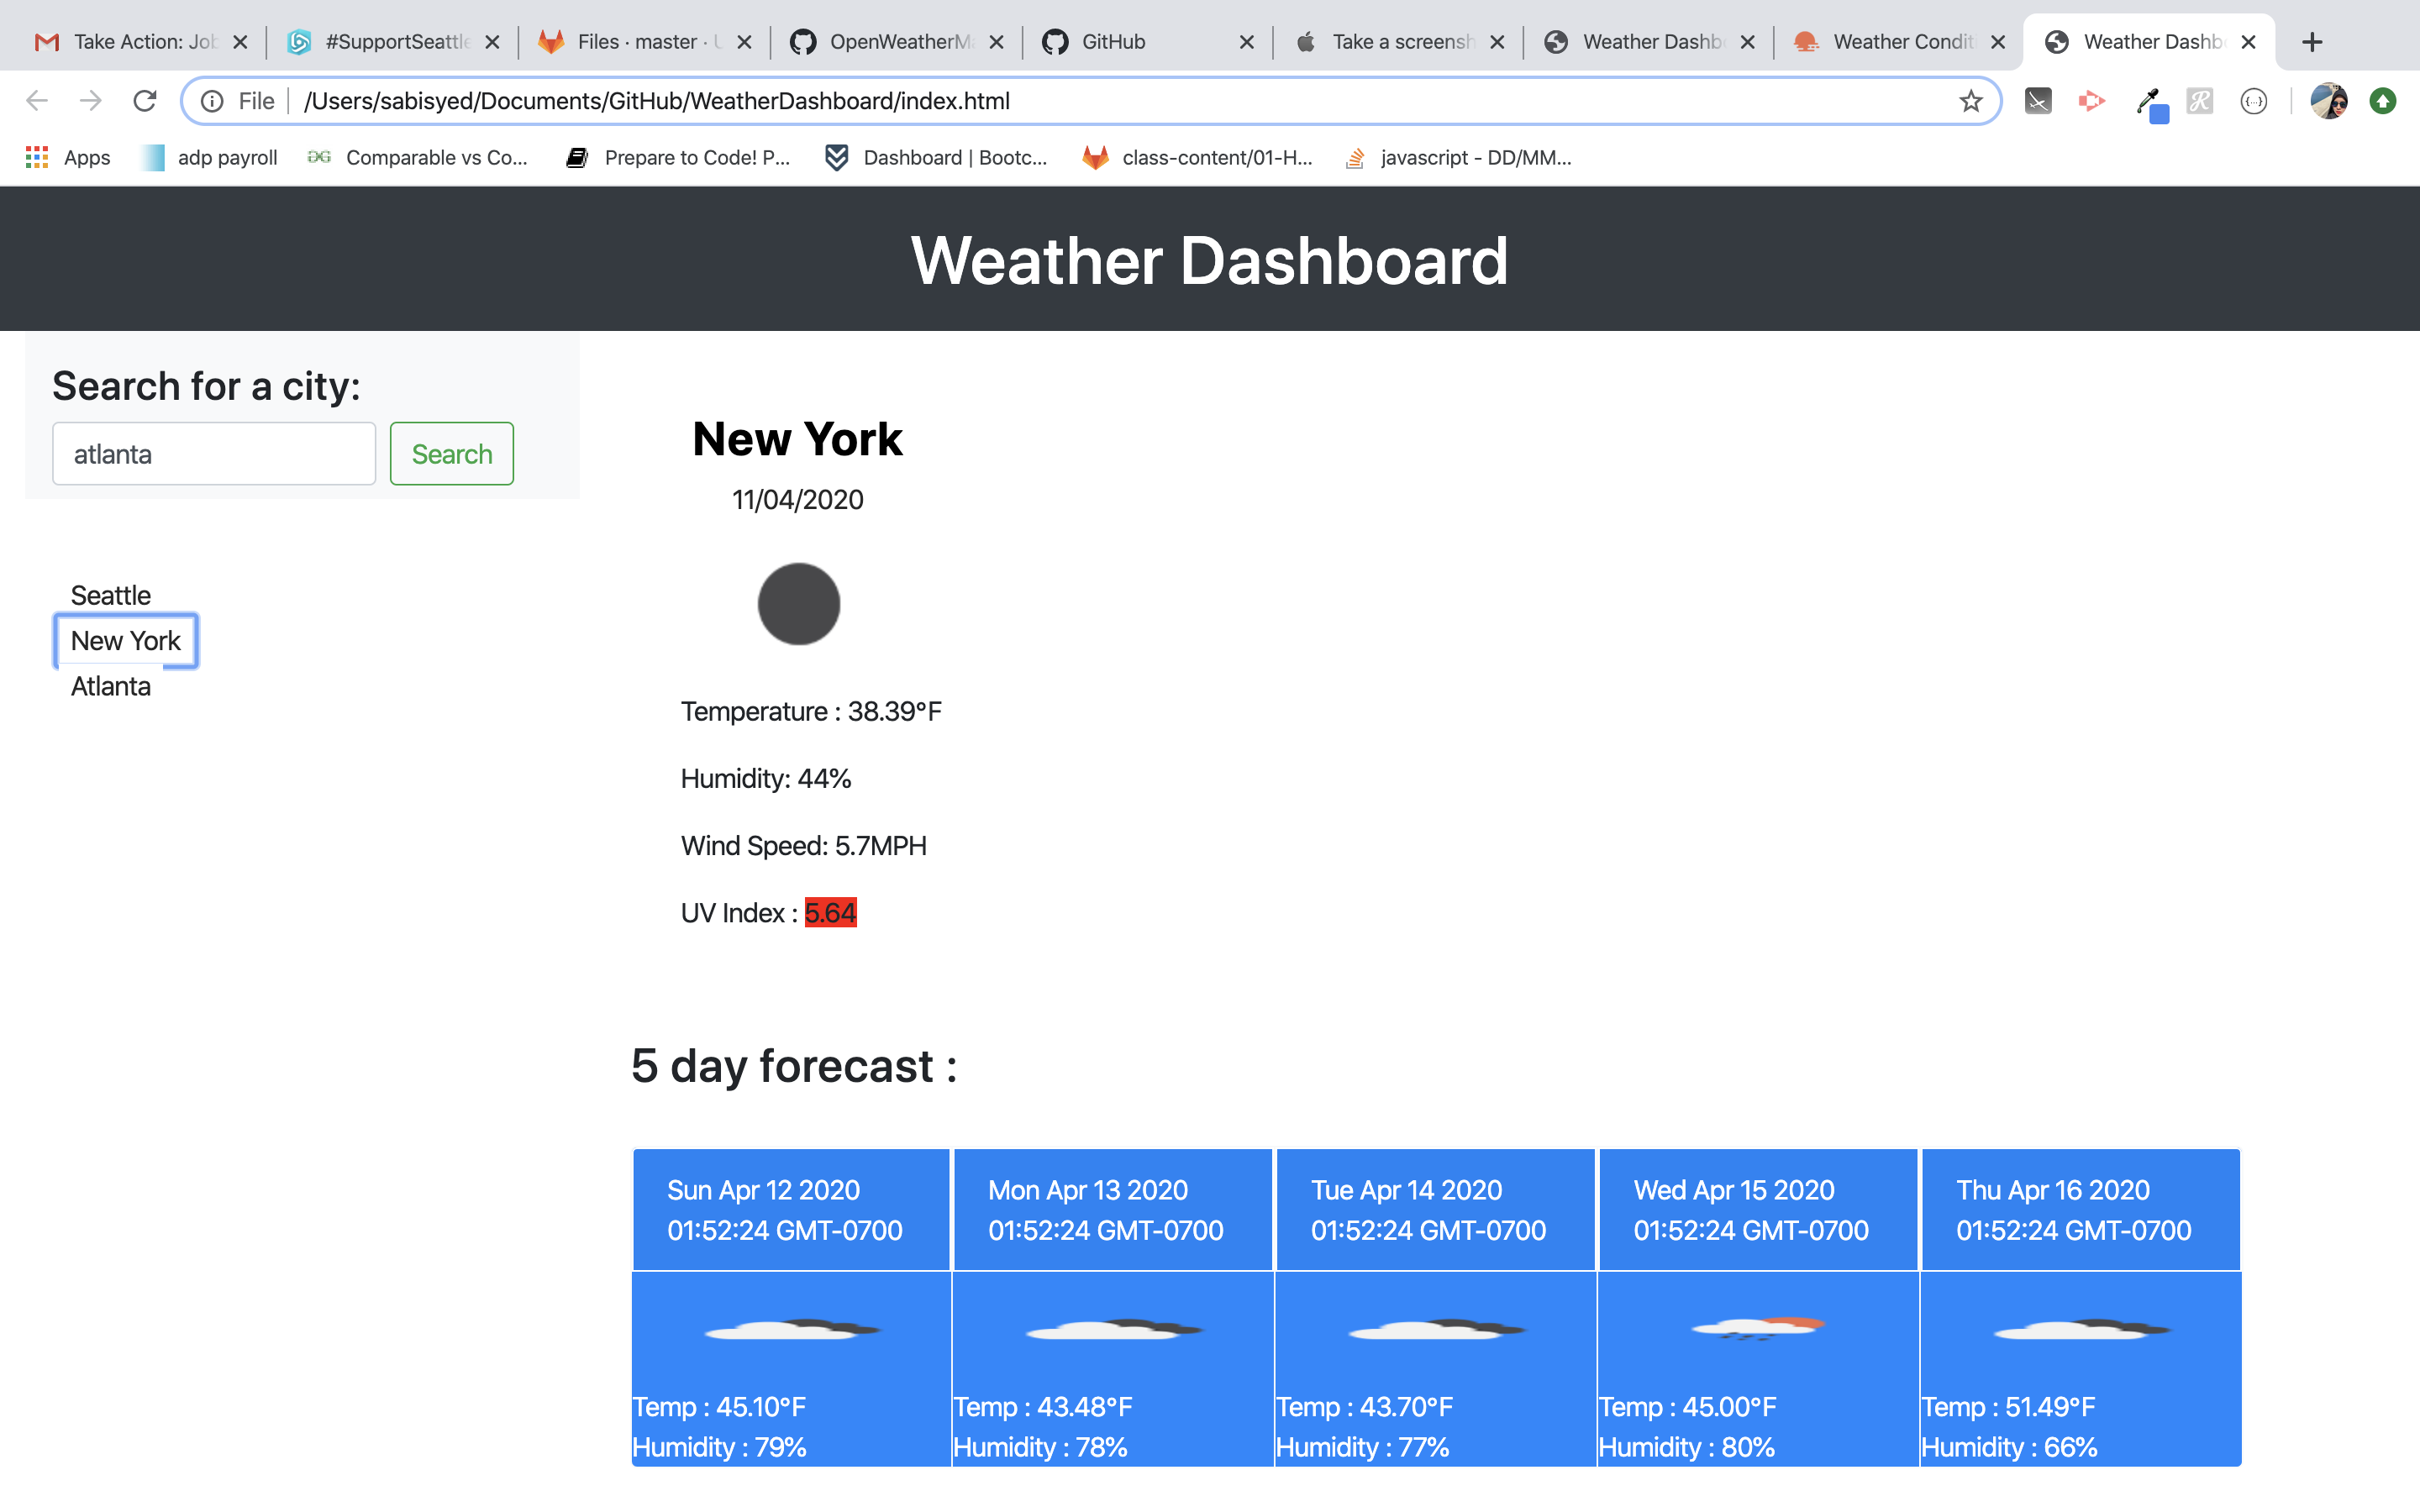 Take Action: Job
#SupportSeattle
Files · master · U
OpenWeatherMa
GitHub
Take a screensh
Weather Dashb
Weather Condit
Weather Dashb
File /Users/sabisyed/Documents/GitHub/WeatherDashboard/index.html
Apps
adp payroll
Comparable vs Co...
Prepare to Code! P...
Dashboard | Bootc...
class-content/01-H...
javascript - DD/MM...
Weather Dashboard
Search for a city:
atlanta
Search
Seattle
New York
Atlanta
New York
11/04/2020
Temperature : 38.39°F
Humidity: 44%
Wind Speed: 5.7MPH
UV Index : 5.64
5 day forecast :
Sun Apr 12 2020
01:52:24 GMT-0700
Temp : 45.10°F
Humidity : 79%
Mon Apr 13 2020
01:52:24 GMT-0700
Temp : 43.48°F
Humidity : 78%
Tue Apr 14 2020
01:52:24 GMT-0700
Temp : 43.70°F
Humidity : 77%
Wed Apr 15 2020
01:52:24 GMT-0700
Temp : 45.00°F
Humidity : 80%
Thu Apr 16 2020
01:52:24 GMT-0700
Temp : 51.49°F
Humidity : 66%